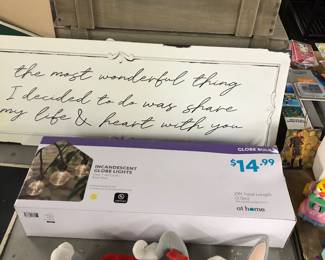 the most wonderful thing
I decided to do was share
my life & heart with you
GLOBE BULB
$14.99
INCANDESCENT
GLOBE LIGHTS
at home